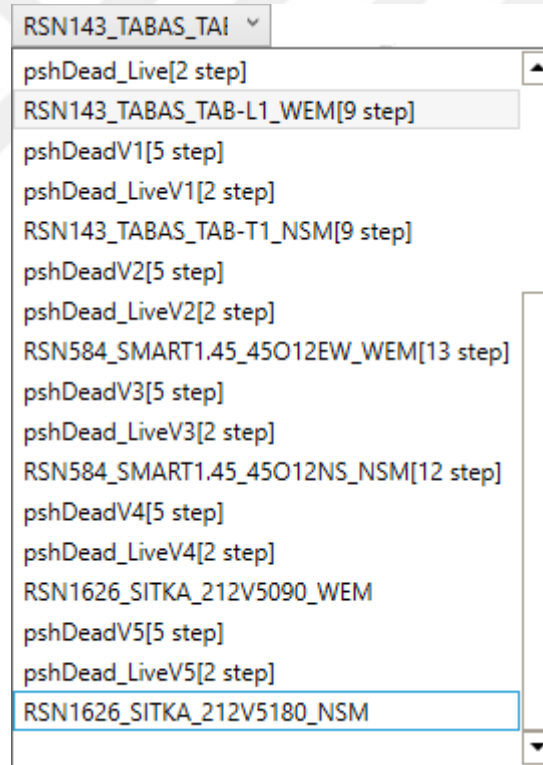 RSN143_TABAS_TAI
pshDead_Live[2 step]
RSN143_TABAS_TAB-L1_WEM[9 step]
pshDeadV1[5 step]
pshDead_LiveV1[2 step]
RSN143_TABAS_TAB-T1_NSM[9 step]
pshDeadV2[5 step]
pshDead_LiveV2[2 step]
RSN584_SMART1.45_45O12EW_WEM[13 step]
pshDeadV3[5 step]
pshDead_LiveV3[2 step]
RSN584_SMART1.45_45O12NS_NSM[12 step]
pshDeadV4[5 step]
pshDead_LiveV4[2 step]
RSN1626_SITKA_212V5090_WEM
pshDeadV5[5 step]
pshDead_LiveV5[2 step]
RSN1626_SITKA_212V5180_NSM